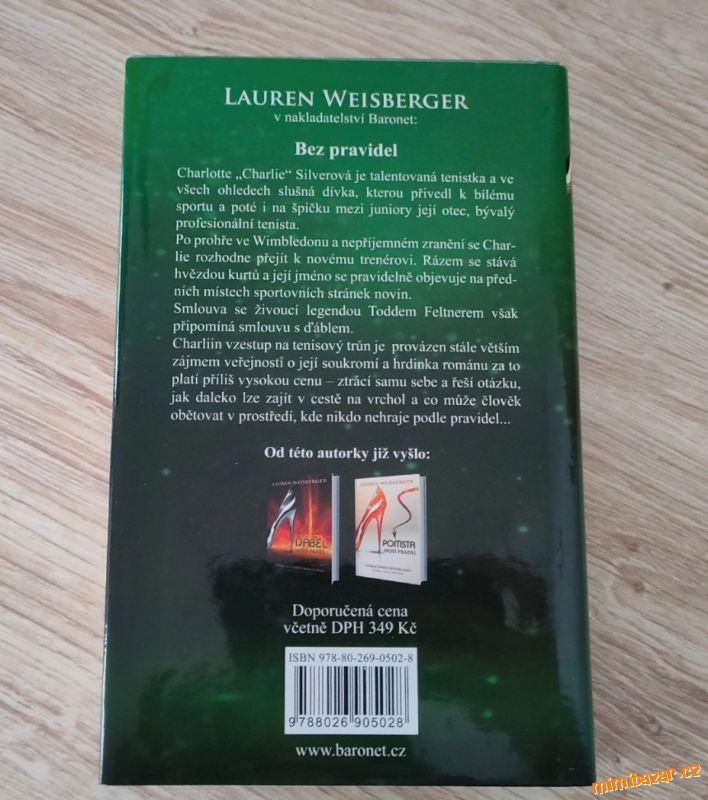 LAUREN WEISBERGER
v nakladatelství Baronet:
Bez pravidel
Charlotte „Charlie“ Silverová je talentovaná tenistka a ve
všech ohledech slušná dívka, kterou přivedl k bílému
sportu a poté i na špičku mezi juniory její otec, bývalý
profesionální tenista.
Po prohře ve Wimbledonu a nepříjemném zranění se Char-
lie rozhodne přejít k novému trenérovi. Rázem se stává
hvězdou kurtů a její jméno se pravidelně objevuje na před-
ních místech sportovních stránek novin.
Smlouva se živoucí legendou Toddem Feltnerem však
připomíná smlouvu s ďáblem.
Charliin vzestup na tenisový trůn je provázen stále větším
zájmem veřejnosti o její soukromí a hrdinka románu za to
platí příliš vysokou cenu – ztrácí samu sebe a řeší otázku,
jak daleko lze zajít v cestě na vrchol a co může člověk
obětovat v prostředí, kde nikdo nehraje podle pravidel...
Od této autorky již vyšlo:
LAUREN WEISBERGER
ĎÁBEL
NOSÍ PRADU
LAUREN WEISBERGER
POMSTA
NOSÍ PRADU
Doporučená cena
včetně DPH 349 Kč
ISBN 978-80-269-0502-8
9788026905028
www.baronet.cz
mimibazar.cz